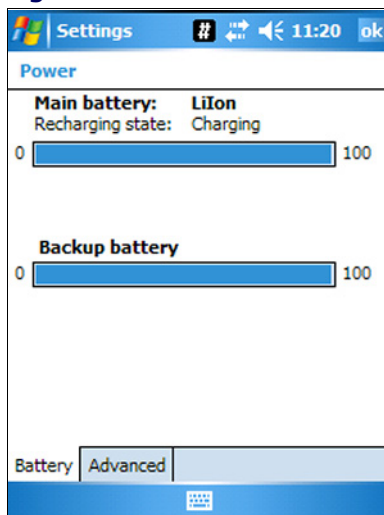 Settings # 11:20 ok
Power
Main battery: LiIon
Recharging state: Charging
0 100
Backup battery
0 100
Battery Advanced